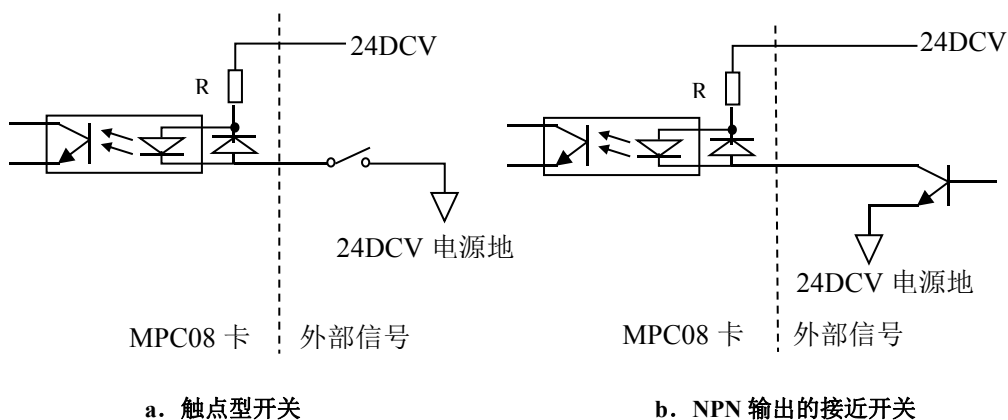 24DCV
R
24DCV 电源地
MPC08 卡
外部信号
a. 触点型开关
24DCV
R
24DCV 电源地
MPC08 卡
外部信号
b. NPN 输出的接近开关